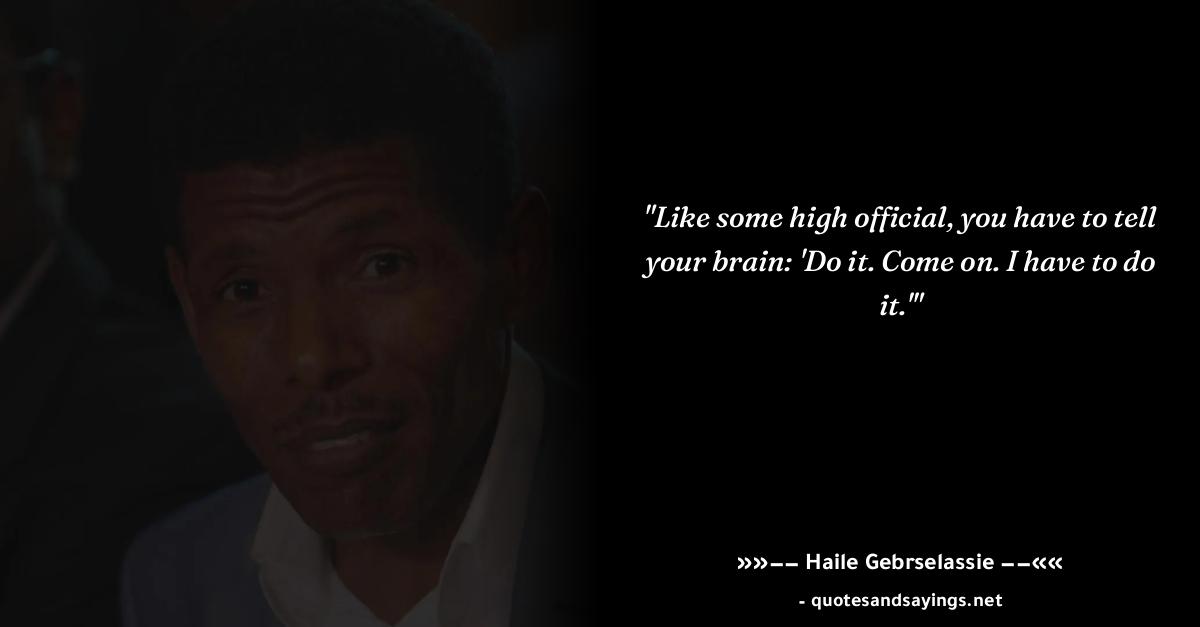 "Like some high official, you have to tell
your brain: 'Do it. Come on. I have to do
it.'"
»»−− Haile Gebrselassie −−««
- quotesandsayings.net